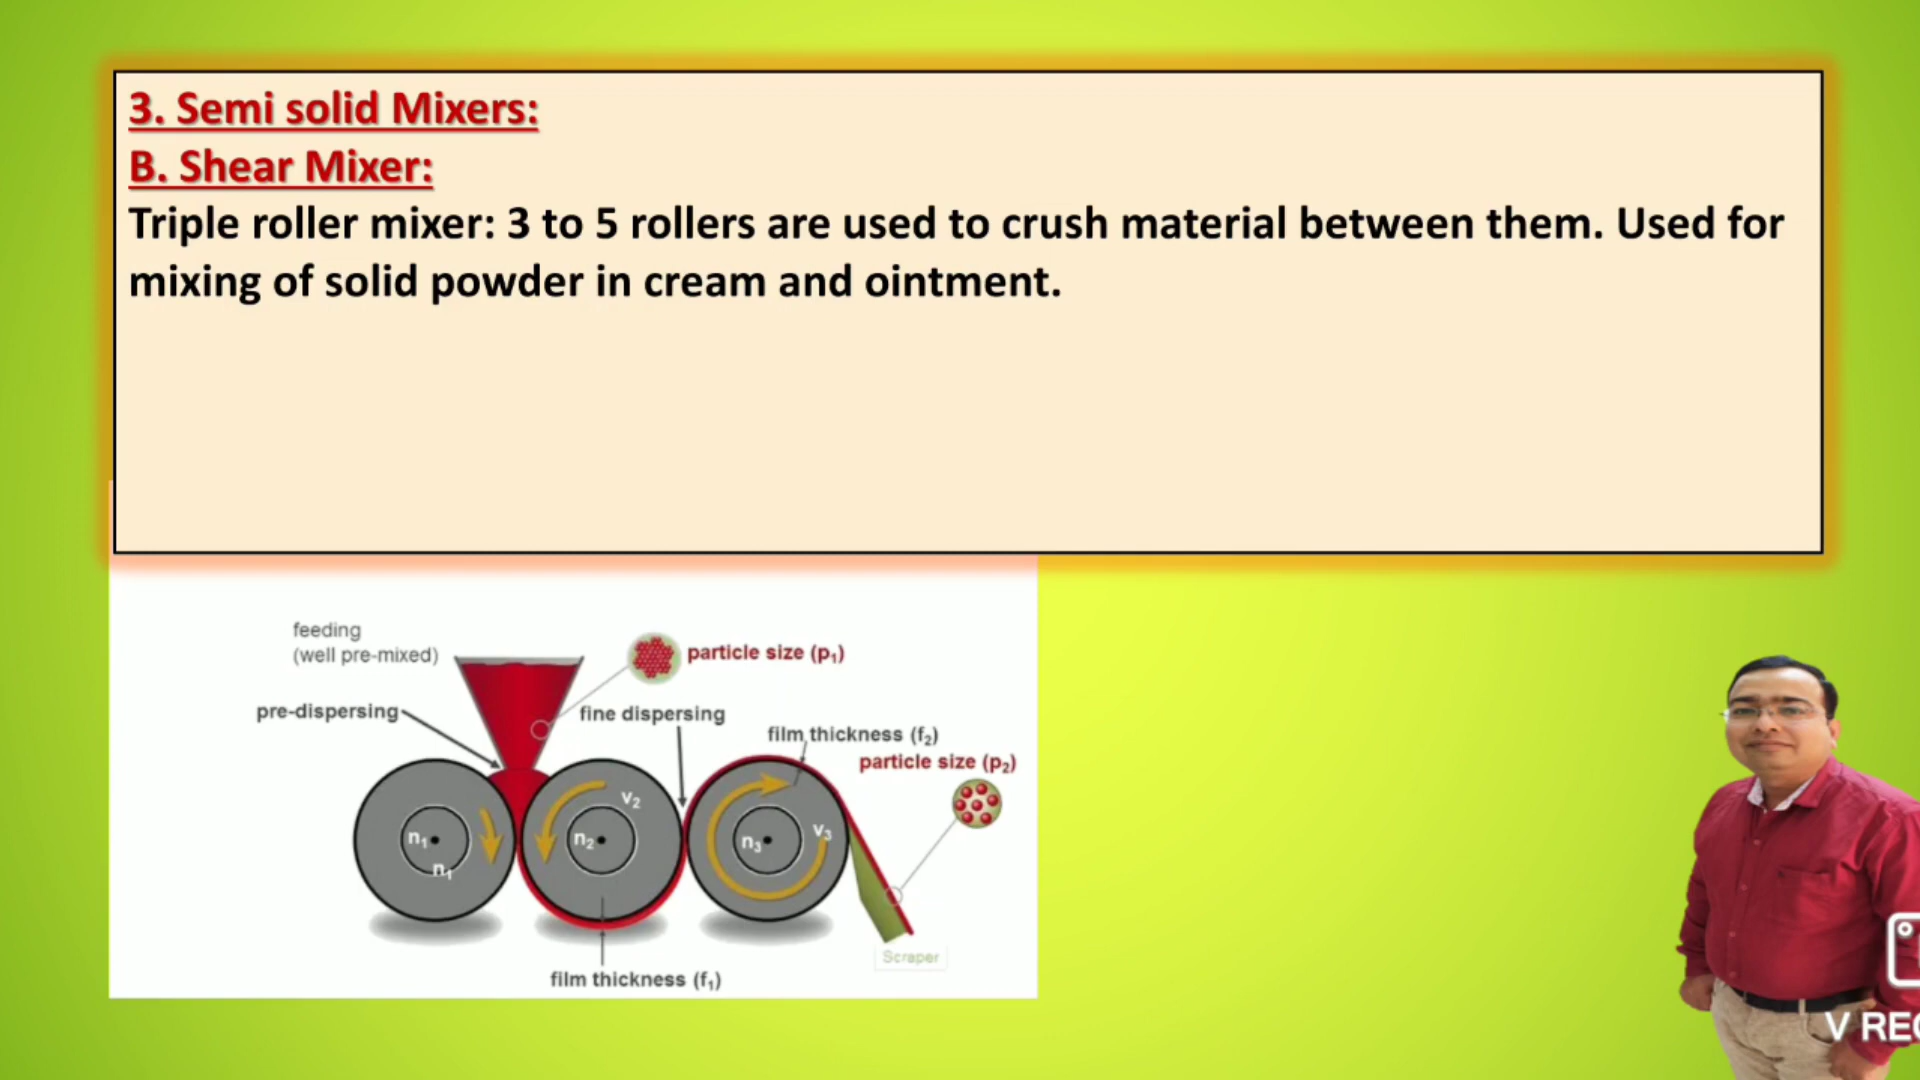 3. Semi solid Mixers:
B. Shear Mixer:
Triple roller mixer: 3 to 5 rollers are used to crush material between them. Used for
mixing of solid powder in cream and ointment.
feeding
(well pre-mixed)
particle size (p₁)
pre-dispersing
fine dispersing
film thickness (f₂)
particle size (p₂)
v₂
v₃
n₁
n₂
n₃
n₁
Scraper
film thickness (f₁)
V REC